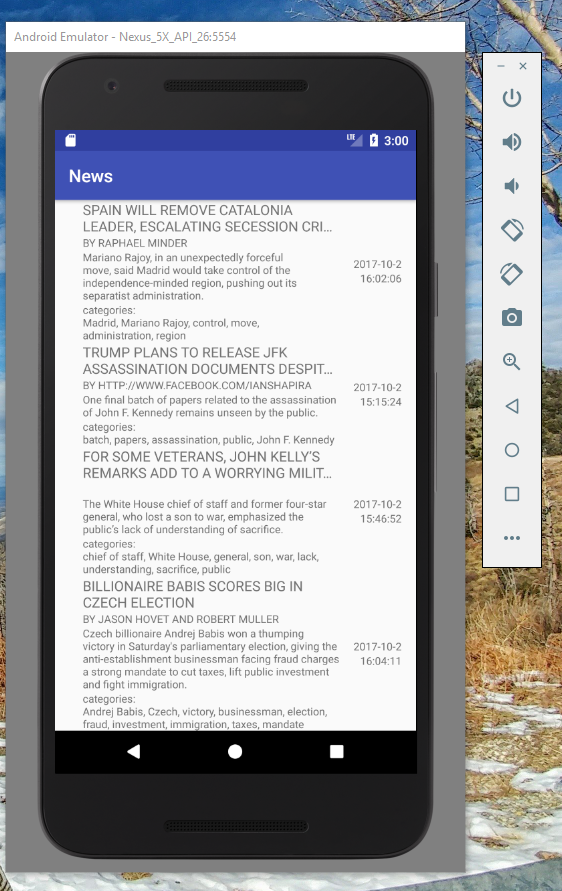 Android Emulator - Nexus_5X_API_26:5554
LTE
3:00
News
SPAIN WILL REMOVE CATALONIA
LEADER, ESCALATING SECESSION CRI...
BY RAPHAEL MINDER
Mariano Rajoy, in an unexpectedly forceful
move, said Madrid would take control of the
independence-minded region, pushing out its
separatist administration.
2017-10-2
16:02:06
categories:
Madrid, Mariano Rajoy, control, move,
administration, region
TRUMP PLANS TO RELEASE JFK
ASSASSINATION DOCUMENTS DESPIT...
BY HTTP://WWW.FACEBOOK.COM/IANSHAPIRA
One final batch of papers related to the assassination
of John F. Kennedy remains unseen by the public.
2017-10-2
15:15:24
categories:
batch, papers, assassination, public, John F. Kennedy
FOR SOME VETERANS, JOHN KELLY'S
REMARKS ADD TO A WORRYING MILIT...
The White House chief of staff and former four-star
general, who lost a son to war, emphasized the
public's lack of understanding of sacrifice.
2017-10-2
15:46:52
categories:
chief of staff, White House, general, son, war, lack,
understanding, sacrifice, public
BILLIONAIRE BABIS SCORES BIG IN
CZECH ELECTION
BY JASON HOVET AND ROBERT MULLER
Czech billionaire Andrej Babis won a thumping
victory in Saturday's parliamentary election, giving the
anti-establishment businessman facing fraud charges
a strong mandate to cut taxes, lift public investment
and fight immigration.
2017-10-2
16:04:11
categories:
Andrej Babis, Czech, victory, businessman, election,
fraud, investment, immigration, taxes, mandate